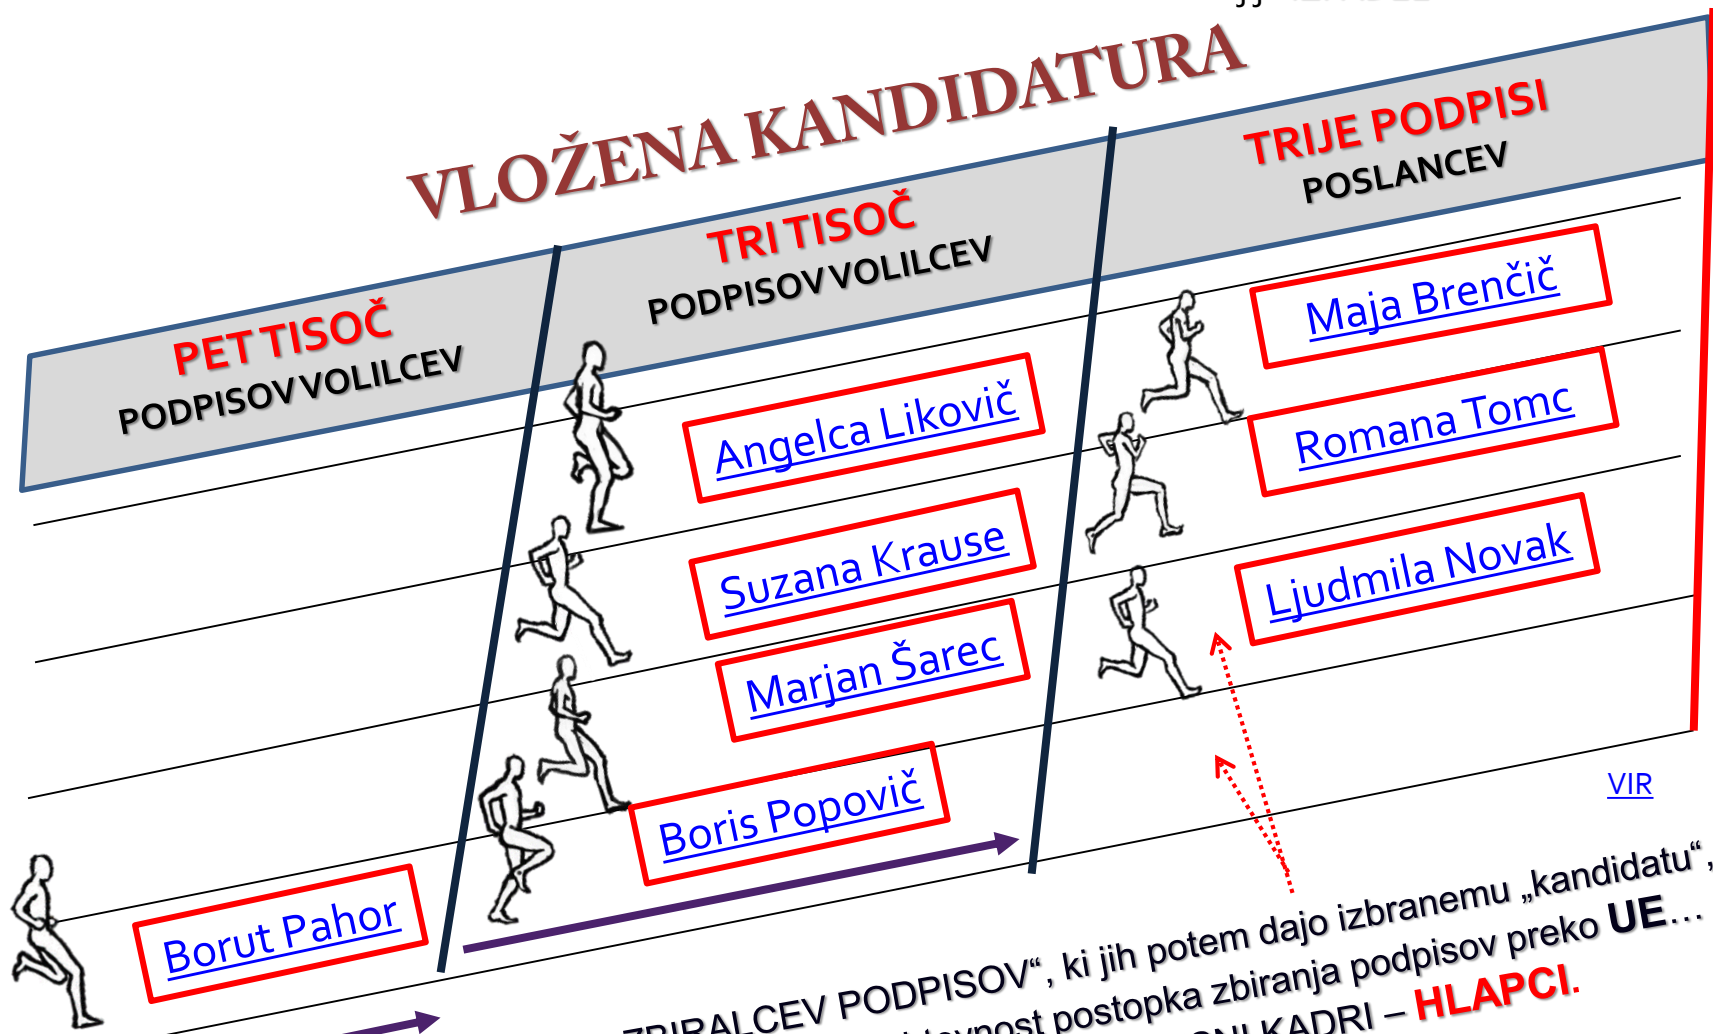 VLOŽENA KANDIDATURA
PET TISOČ
PODPISOV VOLILCEV
TRI TISOČ
PODPISOV VOLILCEV
TRIJE PODPISI
POSLANCEV
Maja Brenčič
Romana Tomc
Ljudmila Novak
Angelca Likovič
Suzana Krause
Marjan Šarec
Boris Popovič
Borut Pahor
VIR
ZBIRALCEV PODPISOV“, ki jih potem dajo izbranemu „kandidatu“,
postopka zbiranja podpisov preko UE...
KADRI – HLAPCI.